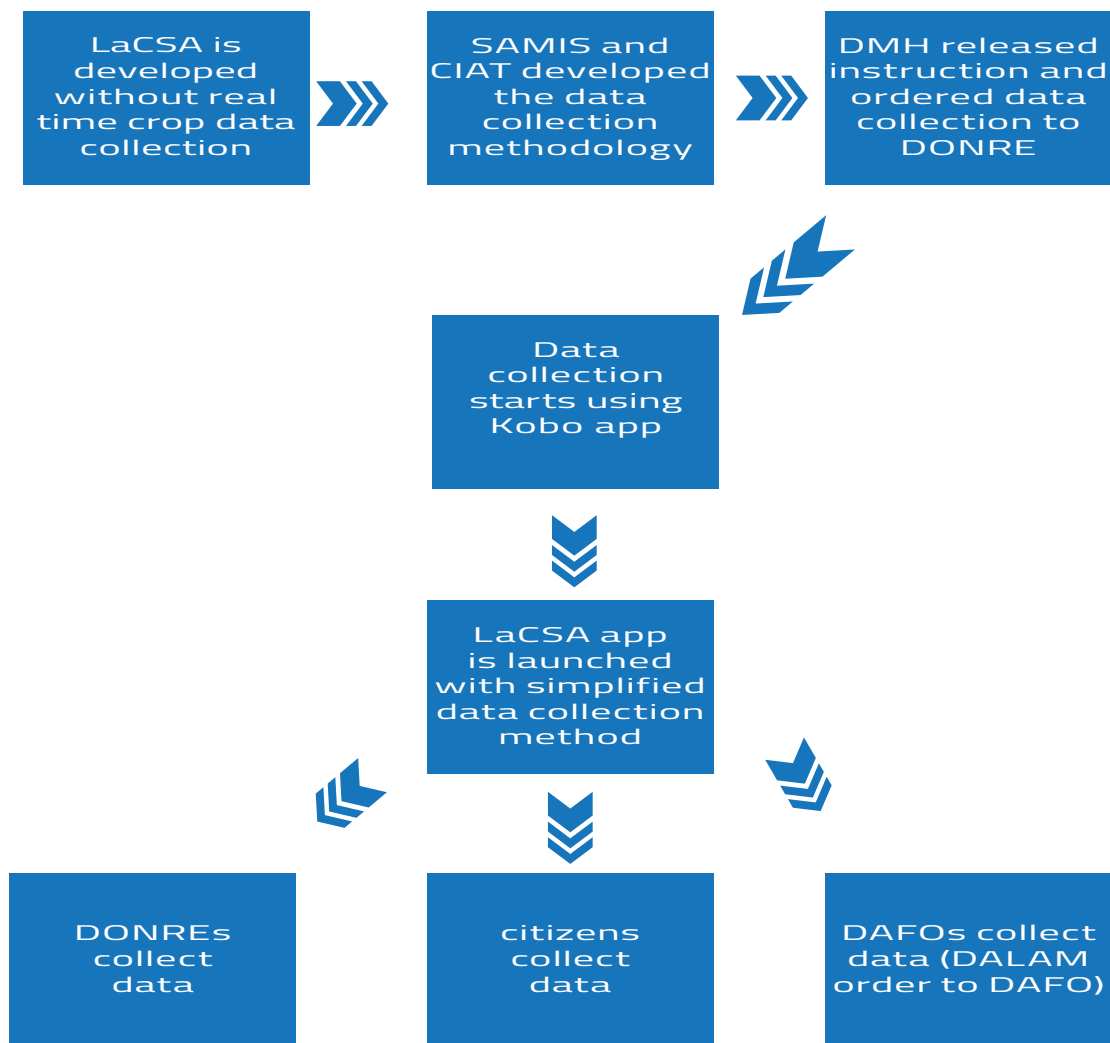 LaCSA is
developed
without real
time crop data
collection
SAMIS and
CIAT developed
the data
collection
methodology
DMH released
instruction and
ordered data
collection to
DONRE
Data
collection
starts using
Kobo app
LaCSA app
is launched
with simplified
data collection
method
DONREs
collect
data
citizens
collect
data
DAFOs collect
data (DALAM
order to DAFO)